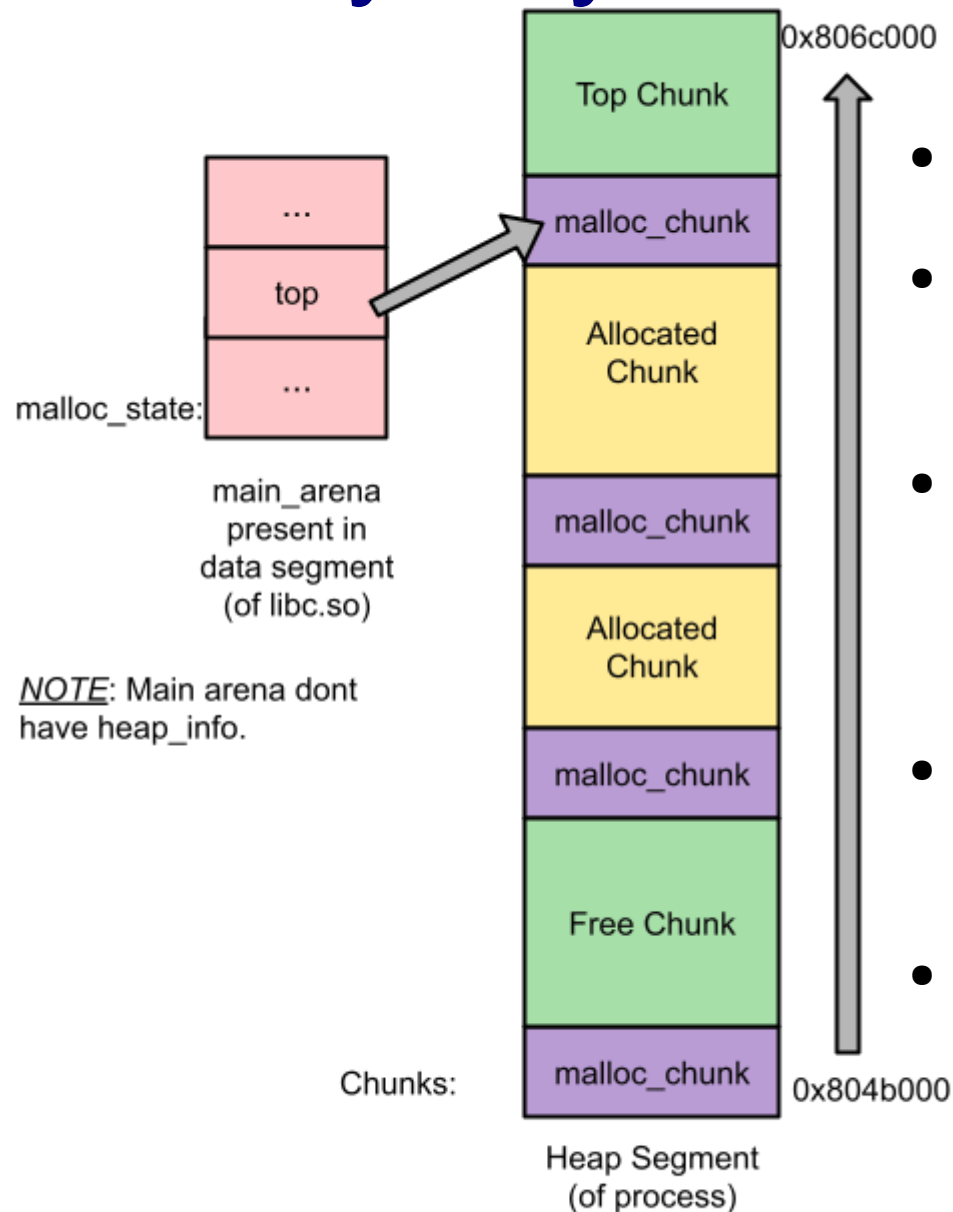 0x806c000
Top Chunk
...
malloc_chunk
top
Allocated
Chunk
...
malloc_state:
main_arena
present in
data segment
(of libc.so)
malloc_chunk
Allocated
Chunk
NOTE: Main arena dont
have heap_info.
malloc_chunk
Free Chunk
Chunks:
malloc_chunk
0x804b000
Heap Segment
(of process)